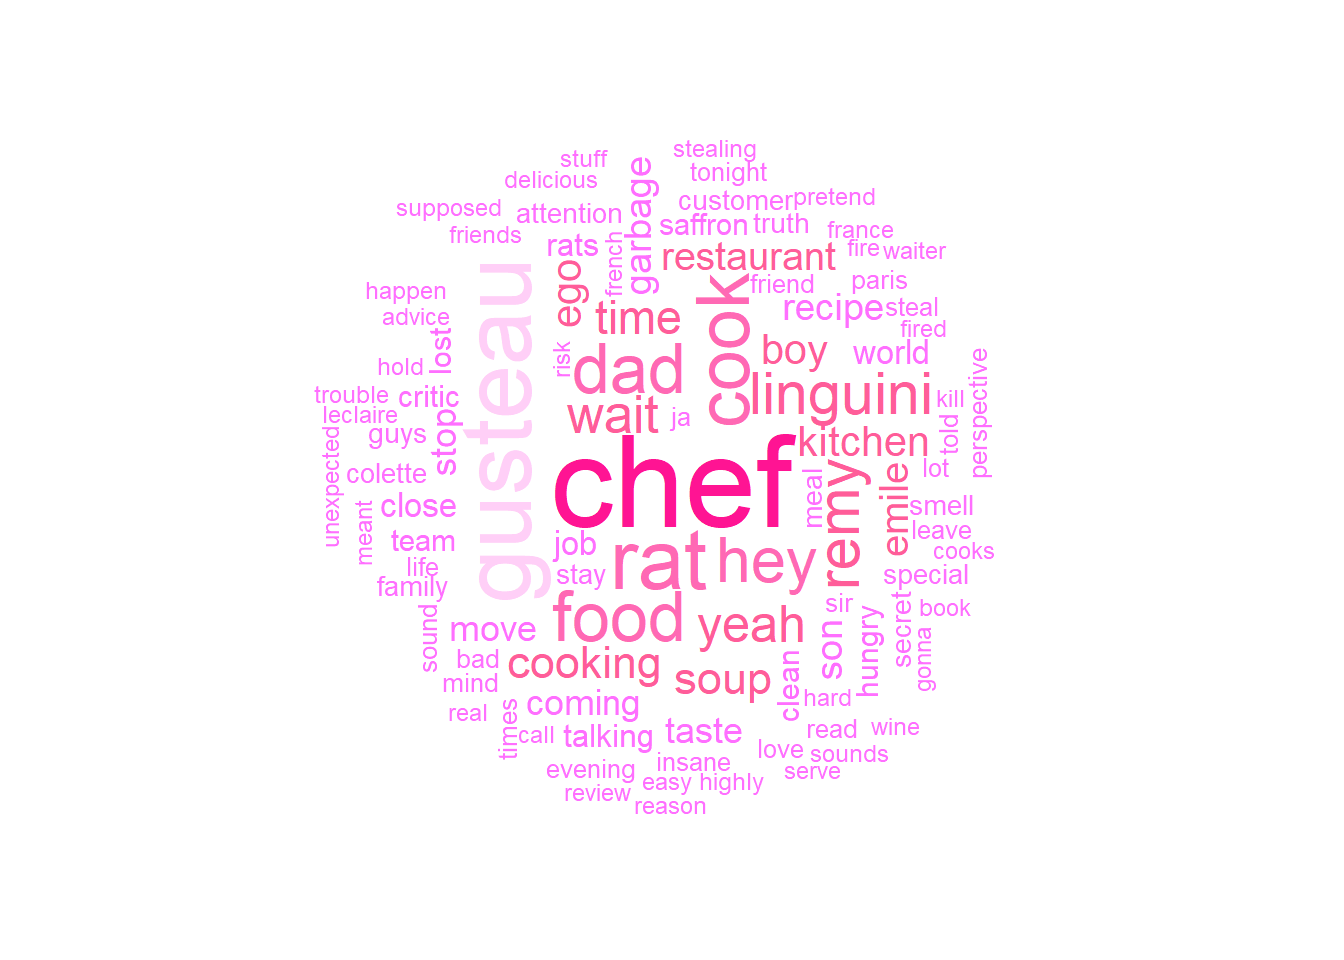 stealing
stuff
tonight
delicious
garbage
customer
pretend
supposed
attention
saffron
truth
friends
rats
french
restaurant
france
fire
waiter
gusteau
ego
cook
friend
paris
happen
time
recipe
steal
advice
lost
fired
risk
dad
boy
world
hold
linguini
perspective
trouble
critic
wait
ja
kill
leclaire
guys
stop
kitchen
told
unexpected
colette
chef
meal
remy
emile
lot
meant
close
smell
team
job
rat
hey
leave
cooks
life
family
stay
special
sound
move
food
yeah
sir
son
hungry
secret
book
gonna
bad
cooking
soup
clean
mind
hard
real
coming
times
call
talking
taste
read
wine
love
sounds
evening
insane
serve
review
easy
highly
reason